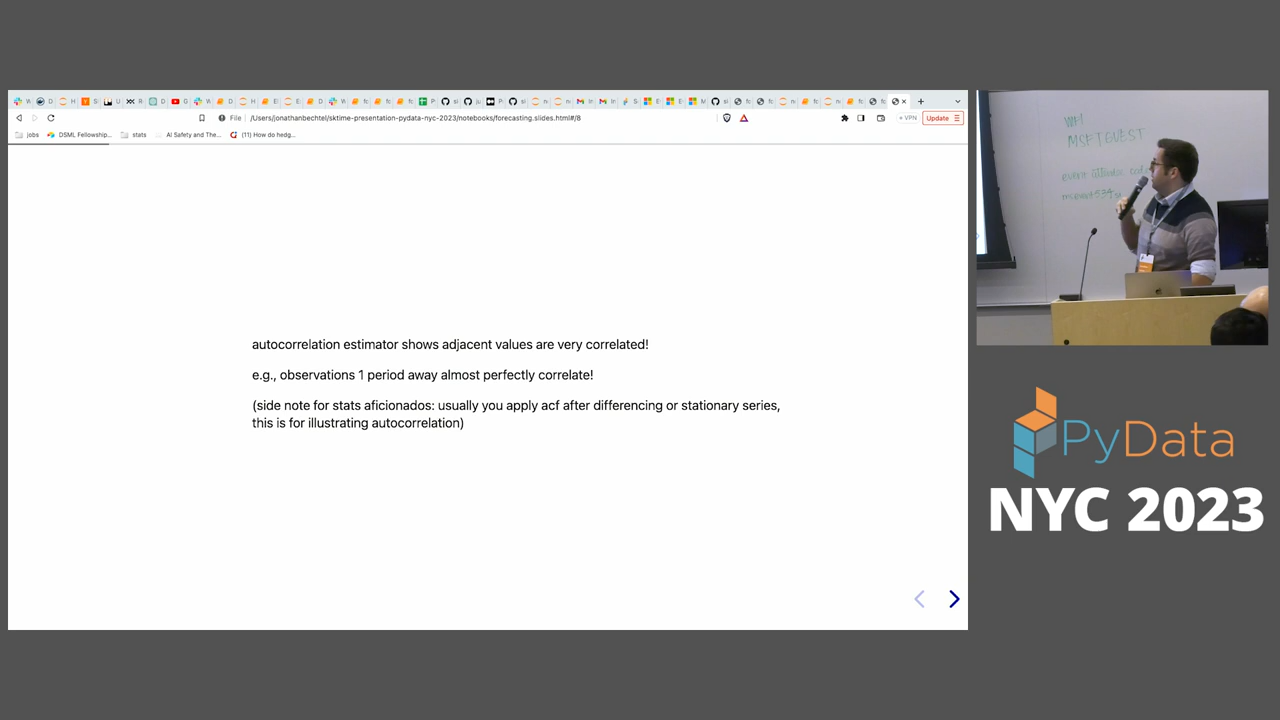 /Users/jonathanbechtel/sktime-presentation-pydata-nyc-2023/notebooks/forecasting.slides.html#/8
File
VPN
Update
jobs
DSML Fellowship...
stats
AI Safety and The...
(11) How do hedg...
autocorrelation estimator shows adjacent values are very correlated!
e.g., observations 1 period away almost perfectly correlate!
(side note for stats aficionados: usually you apply acf after differencing or stationary series,
this is for illustrating autocorrelation)
MSFTGUEST
PyData
NYC 2023